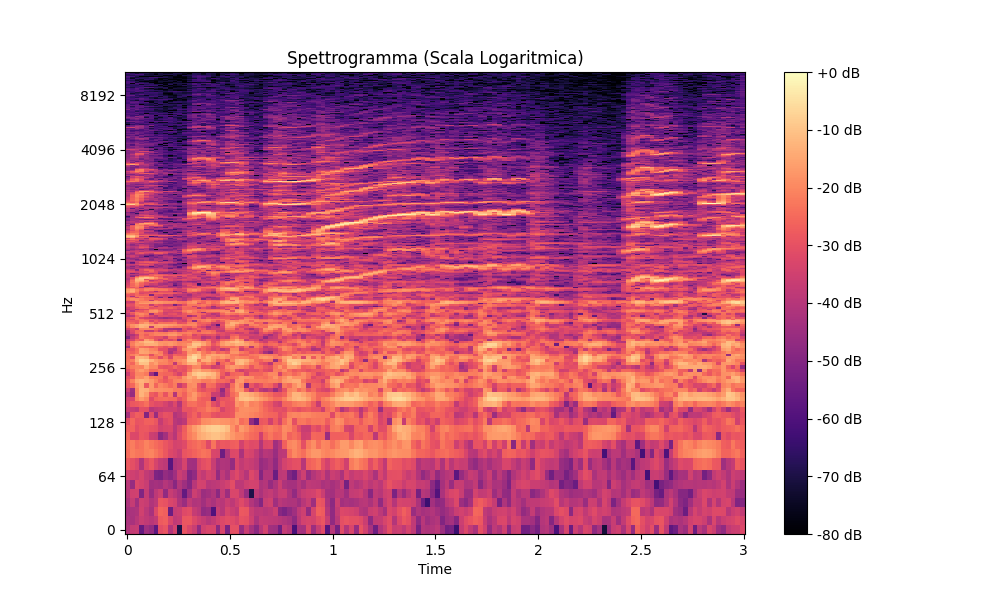 Spettrogramma (Scala Logaritmica)
Hz
8192
4096
2048
1024
512
256
128
64
0
0 0.5 1 1.5 2 2.5 3
Time
+0 dB
-10 dB
-20 dB
-30 dB
-40 dB
-50 dB
-60 dB
-70 dB
-80 dB